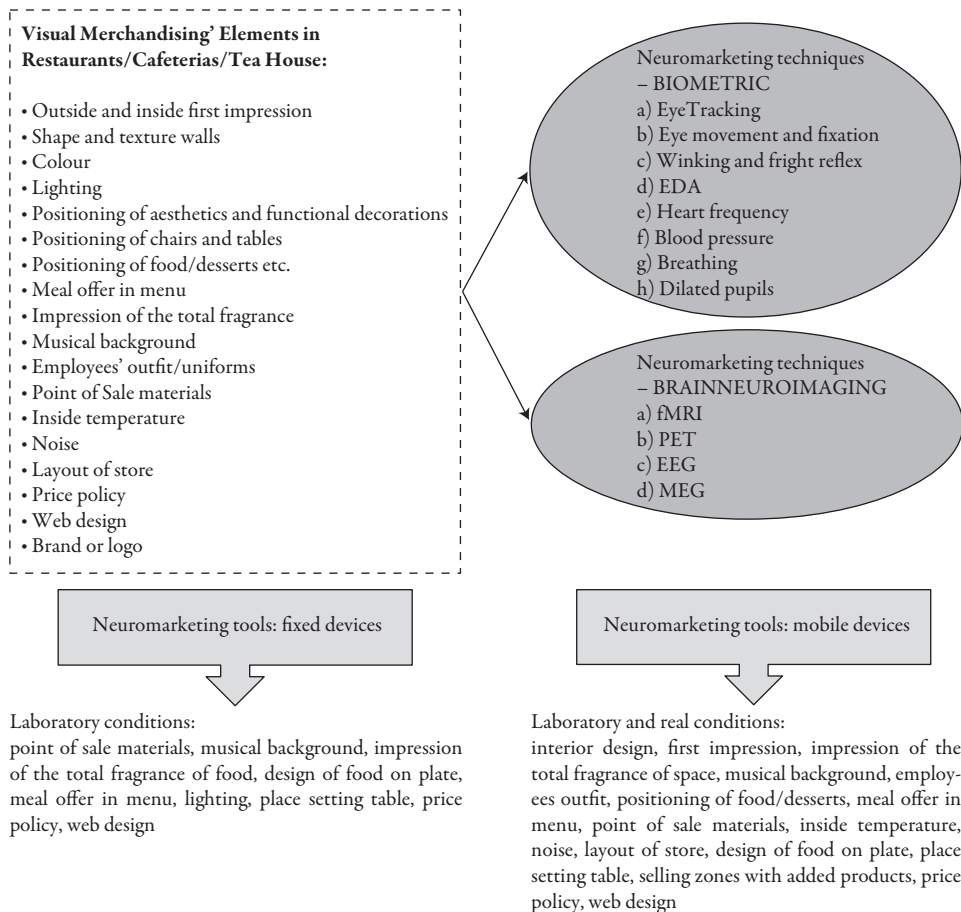 Visual Merchandising’ Elements in
Restaurants/Cafeterias/Tea House:
• Outside and inside first impression
• Shape and texture walls
• Colour
• Lighting
• Positioning of aesthetics and functional decorations
• Positioning of chairs and tables
• Positioning of food/desserts etc.
• Meal offer in menu
• Impression of the total fragrance
• Musical background
• Employees’ outfit/uniforms
• Point of Sale materials
• Inside temperature
• Noise
• Layout of store
• Price policy
• Web design
• Brand or logo
Neuromarketing techniques
– BIOMETRIC
a) EyeTracking
b) Eye movement and fixation
c) Winking and fright reflex
d) EDA
e) Heart frequency
f) Blood pressure
g) Breathing
h) Dilated pupils
Neuromarketing techniques
– BRAINNEUROIMAGING
a) fMRI
b) PET
c) EEG
d) MEG
Neuromarketing tools: fixed devices
Laboratory conditions:
point of sale materials, musical background, impression
of the total fragrance of food, design of food on plate,
meal offer in menu, lighting, place setting table, price
policy, web design
Neuromarketing tools: mobile devices
Laboratory and real conditions:
interior design, first impression, impression of the
total fragrance of space, musical background, employ-
ees outfit, positioning of food/desserts, meal offer in
menu, point of sale materials, inside temperature,
noise, layout of store, design of food on plate, place
setting table, selling zones with added products, price
policy, web design